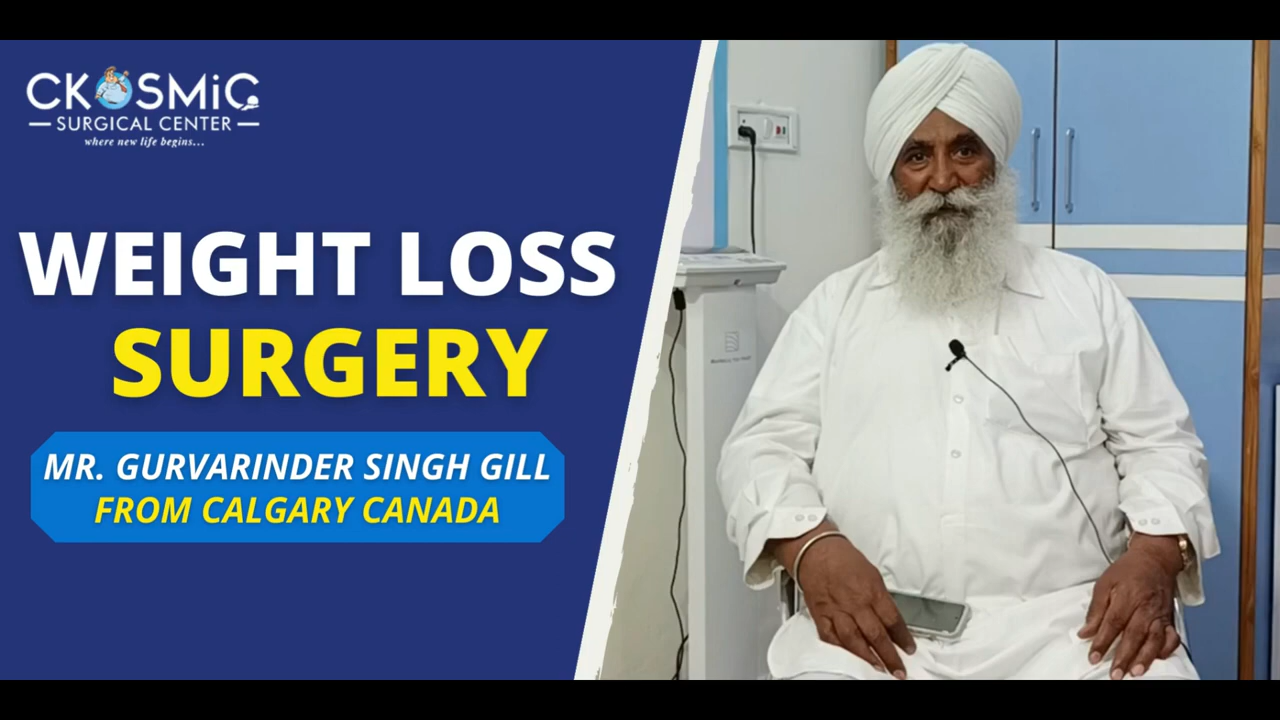 CKOSMiC
SURGICAL CENTER
where new life begins...
WEIGHT LOSS
SURGERY
MR. GURVARINDER SINGH GILL
FROM CALGARY CANADA